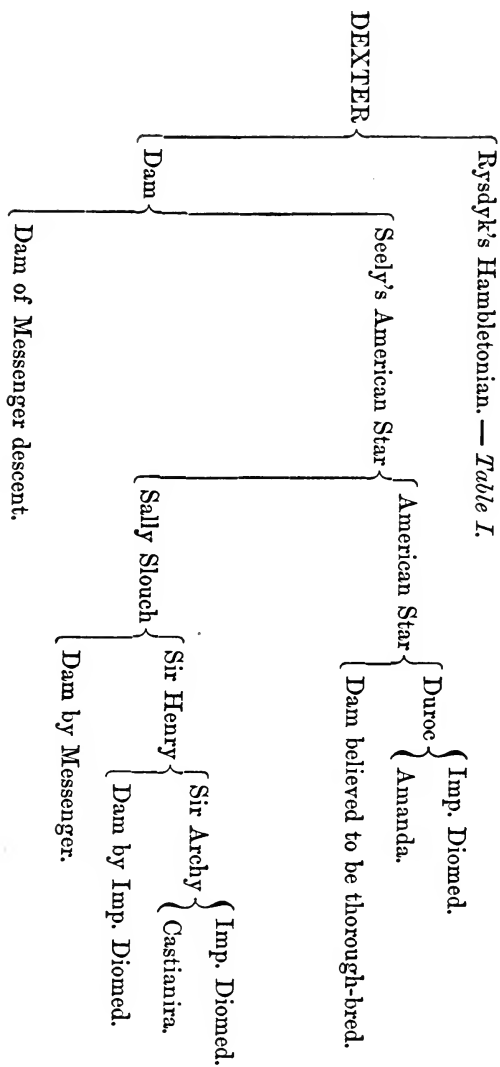 Rysdyk's Hambletonian. — Table I.
DEXTER
Imp. Diomed.
Duroc
Amanda.
American Star
Dam believed to be thorough-bred.
Seely's American Star
Imp. Diomed.
Sir Archy
Castianira.
Sir Henry
Dam by Imp. Diomed.
Sally Slouch
Dam by Messenger.
Dam
Dam of Messenger descent.